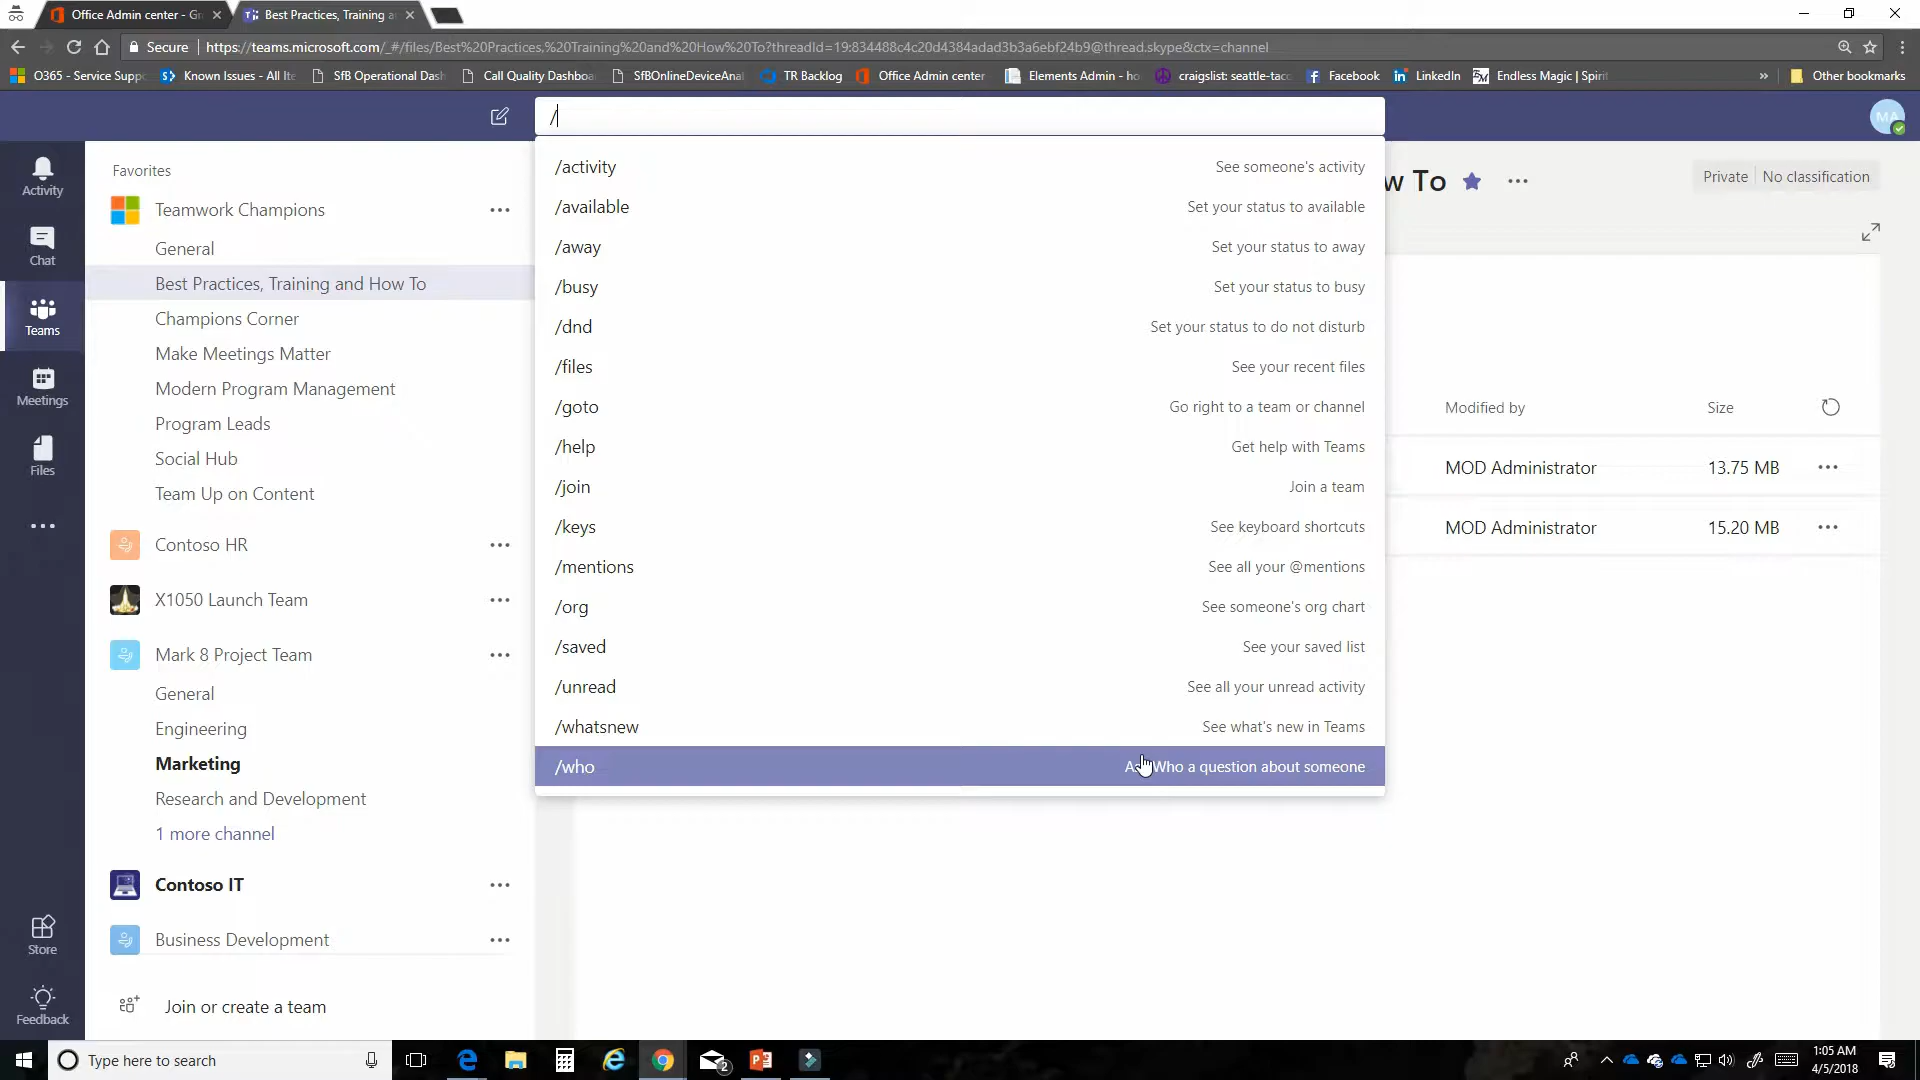 Office Admin center - Gr
Best Practices, Training a
Secure
https://teams.microsoft.com/_#/files/Best%20Practices,%20Training%20and%20How%20To?threadId=19:834488c4c20d4384adad3b3a6ebf24b9@thread.skype&ctx=channel
O365 - Service Supp
Known Issues - All Ite
SfB Operational Dash
Call Quality Dashboa
SfBOnlineDeviceAnal
TR Backlog
Office Admin center
Elements Admin - ho
craigslist: seattle-taco
Facebook
LinkedIn
Endless Magic | Spirit
»
Other bookmarks
/
MA
Activity
Chat
Teams
Meetings
Files
Store
Feedback
Favorites
Teamwork Champions
General
Best Practices, Training and How To
Champions Corner
Make Meetings Matter
Modern Program Management
Program Leads
Social Hub
Team Up on Content
Contoso HR
X1050 Launch Team
Mark 8 Project Team
General
Engineering
Marketing
Research and Development
1 more channel
Contoso IT
Business Development
Join or create a team
/activity See someone's activity
/available Set your status to available
/away Set your status to away
/busy Set your status to busy
/dnd Set your status to do not disturb
/files See your recent files
/goto Go right to a team or channel
/help Get help with Teams
/join Join a team
/keys See keyboard shortcuts
/mentions See all your @mentions
/org See someone's org chart
/saved See your saved list
/unread See all your unread activity
/whatsnew See what's new in Teams
/who Who a question about someone
w To
Private No classification
Modified by Size
MOD Administrator 13.75 MB
MOD Administrator 15.20 MB
Type here to search
2
1:05 AM
4/5/2018